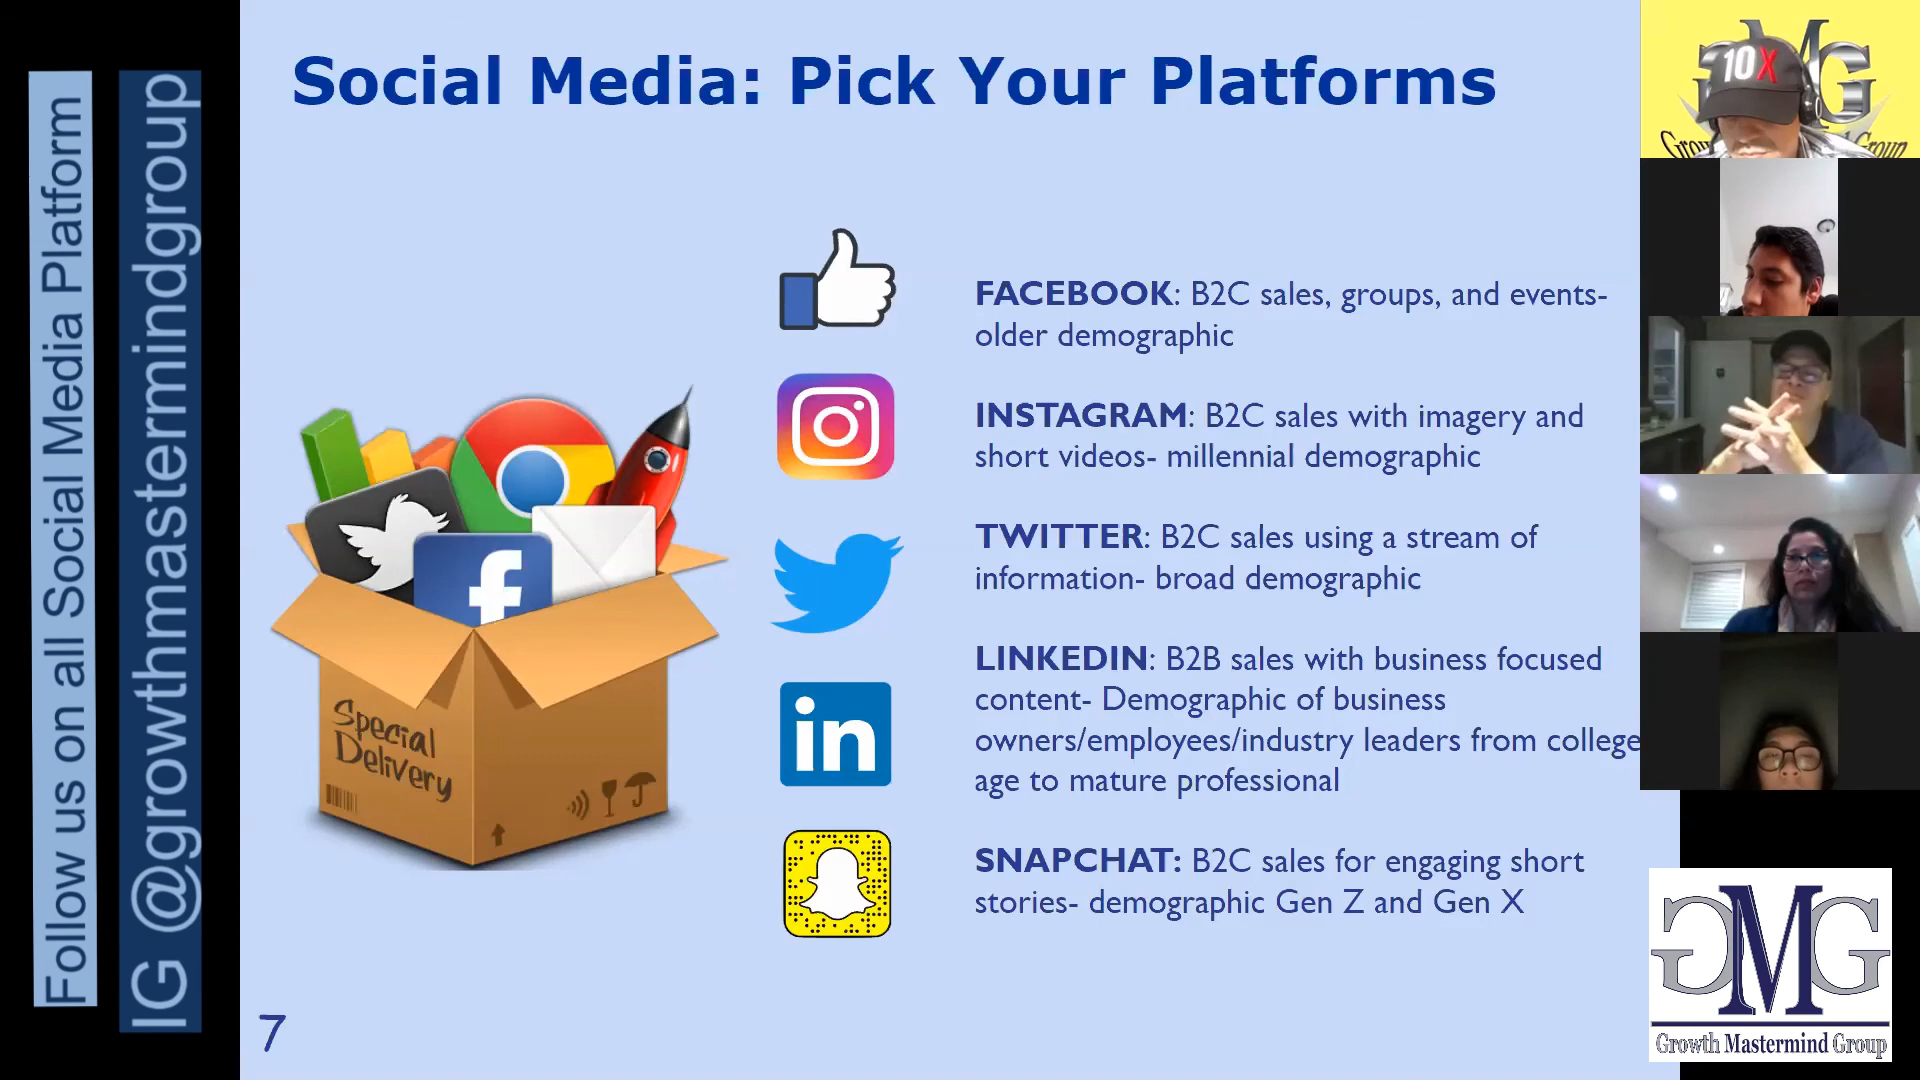 Follow us on all Social Media Platform
IG @growthmastermindgroup
Social Media: Pick Your Platforms
FACEBOOK: B2C sales, groups, and events-
older demographic
INSTAGRAM: B2C sales with imagery and
short videos- millennial demographic
TWITTER: B2C sales using a stream of
information- broad demographic
LINKEDIN: B2B sales with business focused
content- Demographic of business
owners/employees/industry leaders from college
age to mature professional
SNAPCHAT: B2C sales for engaging short
stories- demographic Gen Z and Gen X
f
in
Special
Delivery
7
10X
GMG
Growth Mastermind Group